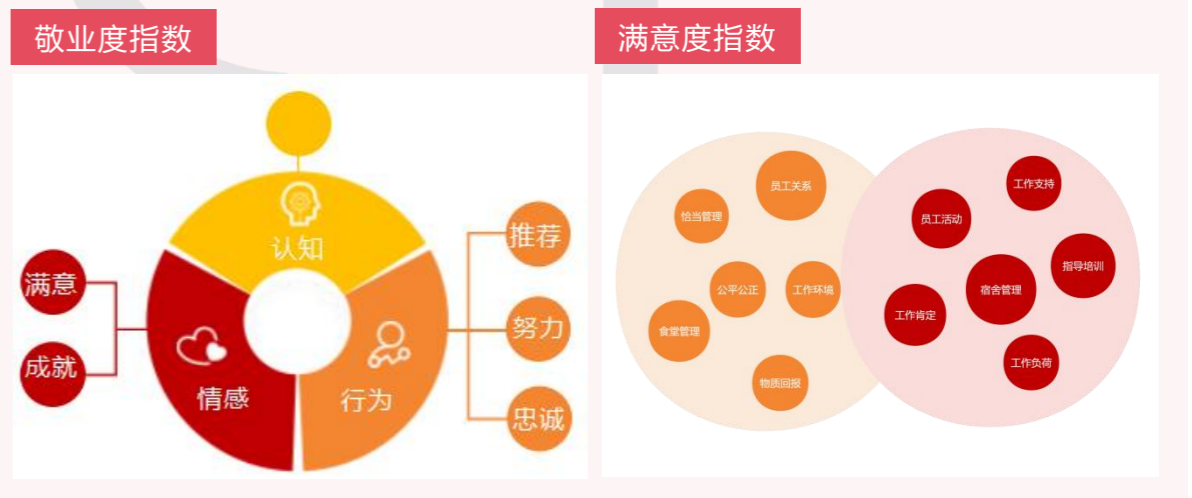 敬业度指数
满意度指数
认知
满意
成就
情感
行为
推荐
努力
忠诚
员工关系
恰当管理
公平公正
工作环境
食堂管理
物质回报
工作支持
员工活动
指导培训
宿舍管理
工作肯定
工作负荷